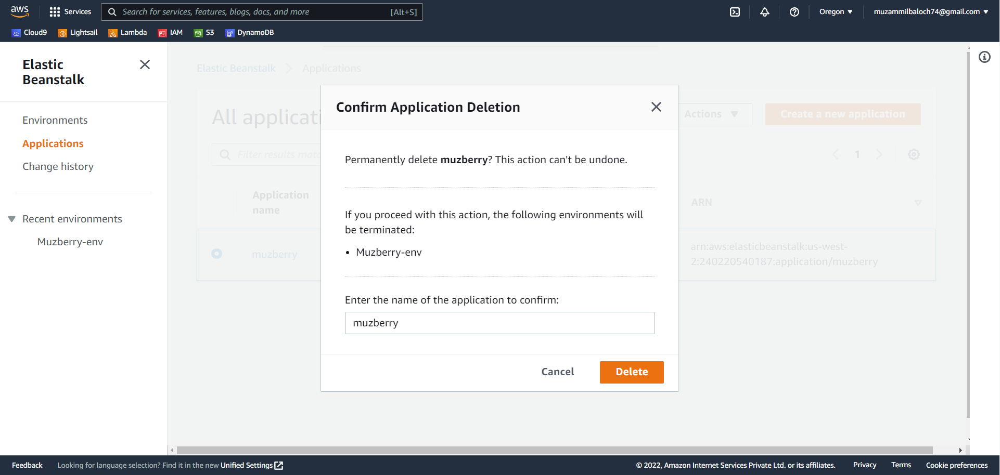 aws
Services
Search for services, features, blogs, docs, and more
[Alt+S]
Oregon
muzammilbaloch74@gmail.com
Cloud9
Lightsail
Lambda
IAM
S3
DynamoDB
Elastic
Beanstalk
Environments
Applications
Change history
Recent environments
Muzberry-env
Elastic Beanstalk
Applications
All applicati
Actions
Create a new application
Filter results matc
1
Application
name
ARN
muzberry
arn:aws:elasticbeanstalk:us-west-
2:240220540187:application/muzberry
Confirm Application Deletion
Permanently delete muzberry? This action can't be undone.
If you proceed with this action, the following environments will
be terminated:
• Muzberry-env
Enter the name of the application to confirm:
muzberry
Cancel
Delete
Feedback
Looking for language selection? Find it in the new Unified Settings
© 2022, Amazon Internet Services Private Ltd. or its affiliates.
Privacy
Terms
Cookie preferences